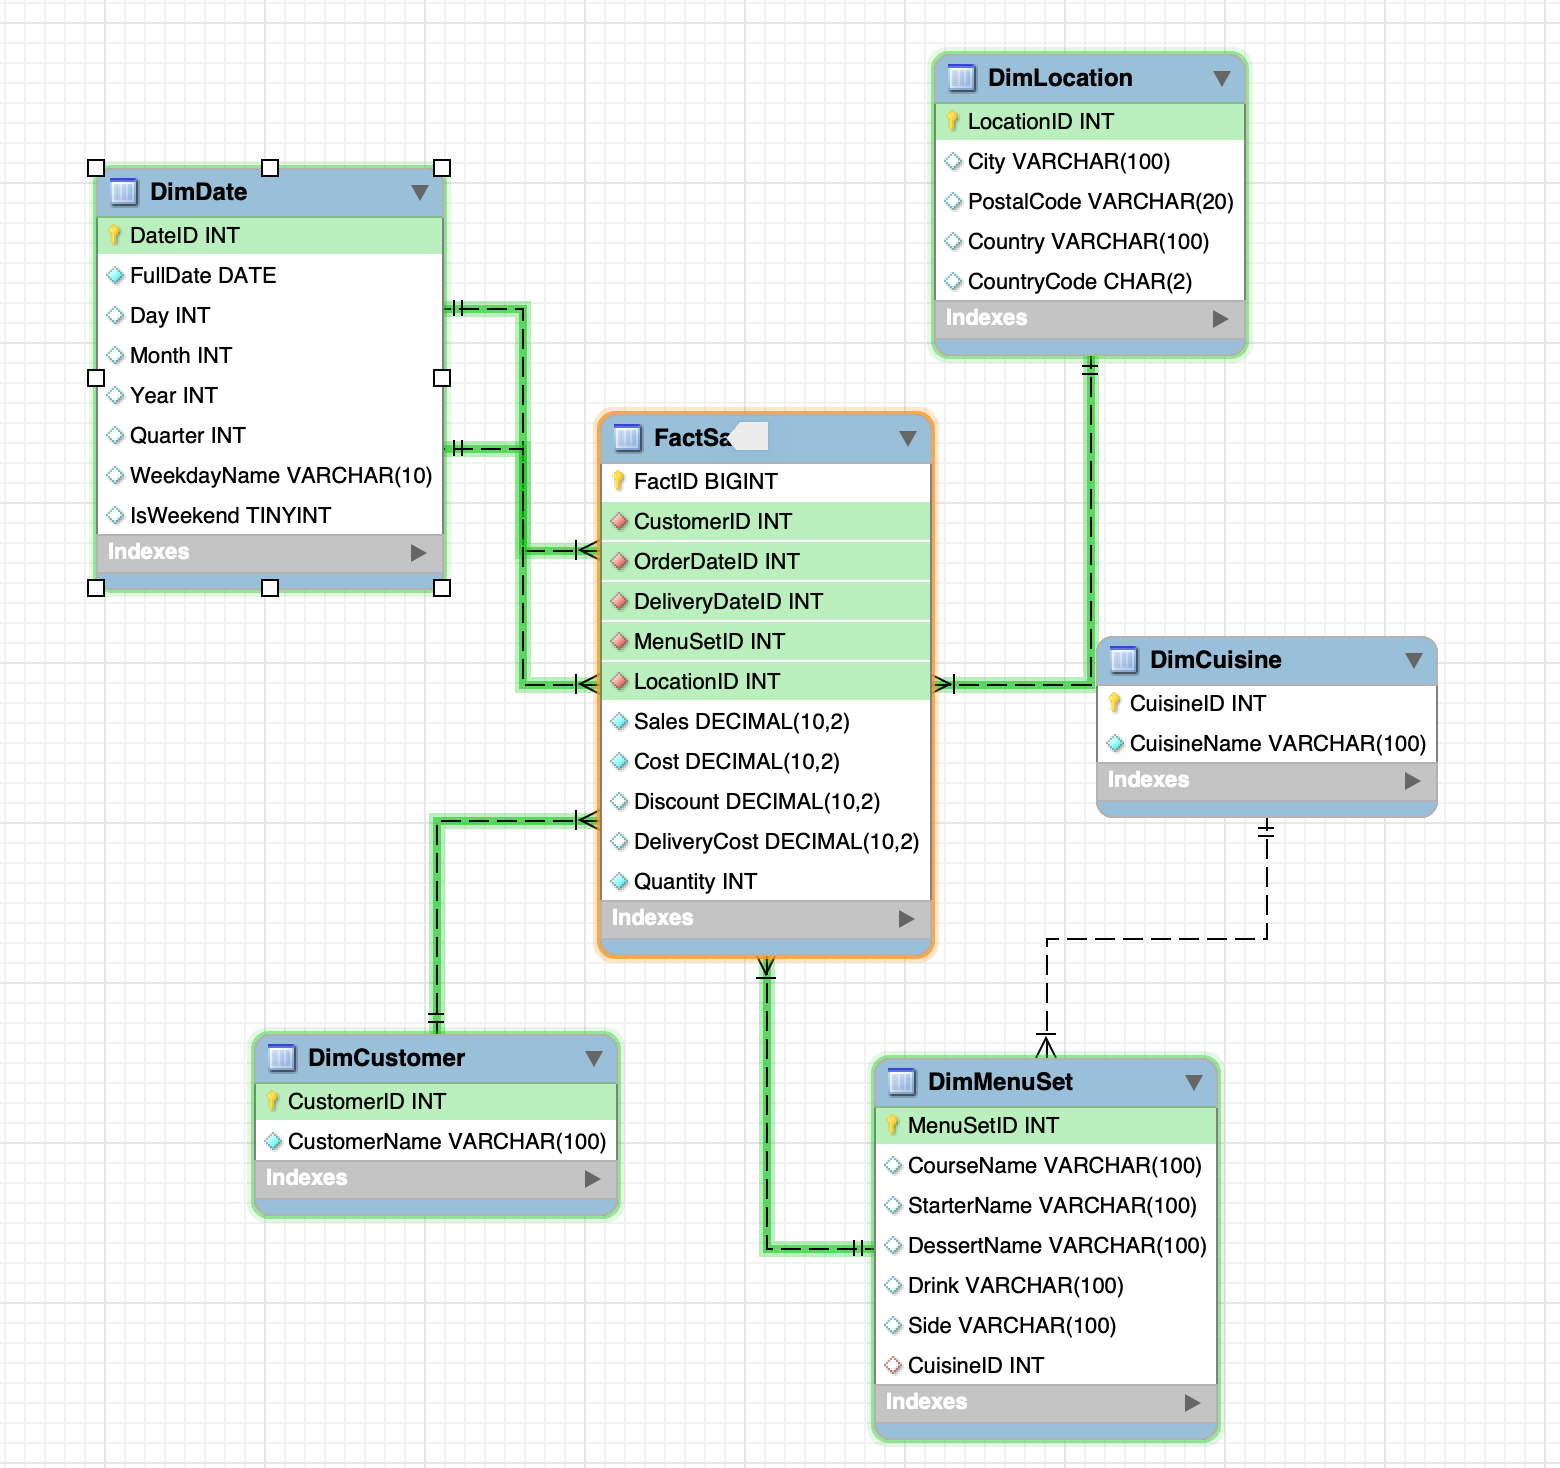 DimLocation
LocationID INT
City VARCHAR(100)
PostalCode VARCHAR(20)
Country VARCHAR(100)
CountryCode CHAR(2)
Indexes
DimDate
DateID INT
FullDate DATE
Day INT
Month INT
Year INT
Quarter INT
WeekdayName VARCHAR(10)
IsWeekend TINYINT
Indexes
FactID BIGINT
CustomerID INT
OrderDateID INT
DeliveryDateID INT
MenuSetID INT
LocationID INT
Sales DECIMAL(10,2)
Cost DECIMAL(10,2)
Discount DECIMAL(10,2)
DeliveryCost DECIMAL(10,2)
Quantity INT
Indexes
DimCuisine
CuisineID INT
CuisineName VARCHAR(100)
Indexes
DimCustomer
CustomerID INT
CustomerName VARCHAR(100)
Indexes
DimMenuSet
MenuSetID INT
CourseName VARCHAR(100)
StarterName VARCHAR(100)
DessertName VARCHAR(100)
Drink VARCHAR(100)
Side VARCHAR(100)
CuisineID INT
Indexes